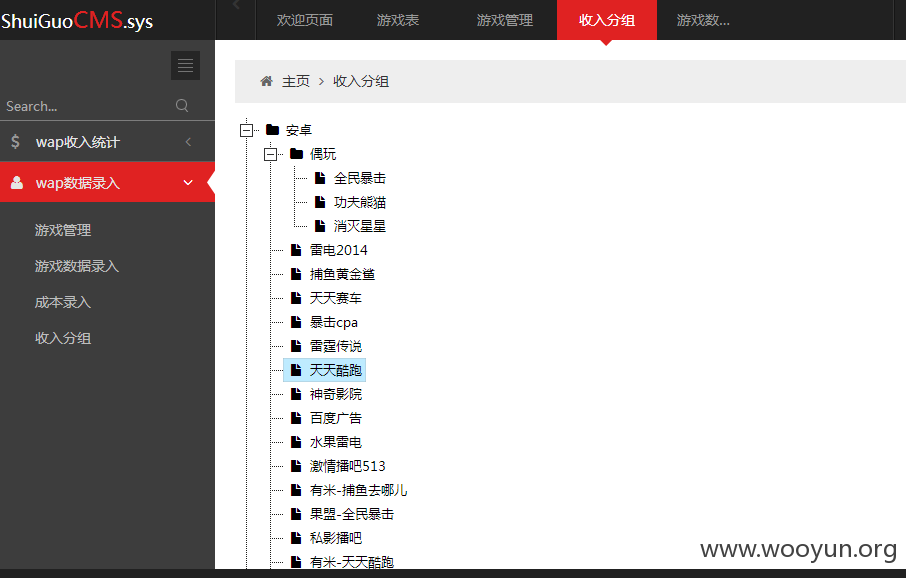 ShuiGuoCMS.sys
欢迎页面 游戏表 游戏管理 收入分组 游戏数...
主页 > 收入分组
Search...
$ wap收入统计
wap数据录入
游戏管理
游戏数据录入
成本录入
收入分组
安卓
偶玩
全民暴击
功夫熊猫
消灭星星
雷电2014
捕鱼黄金鲨
天天赛车
暴击cpa
雷霆传说
天天酷跑
神奇影院
百度广告
水果雷电
激情播吧513
有米-捕鱼去哪儿
果盟-全民暴击
私影播吧
有米-天天酷跑
www.wooyun.org